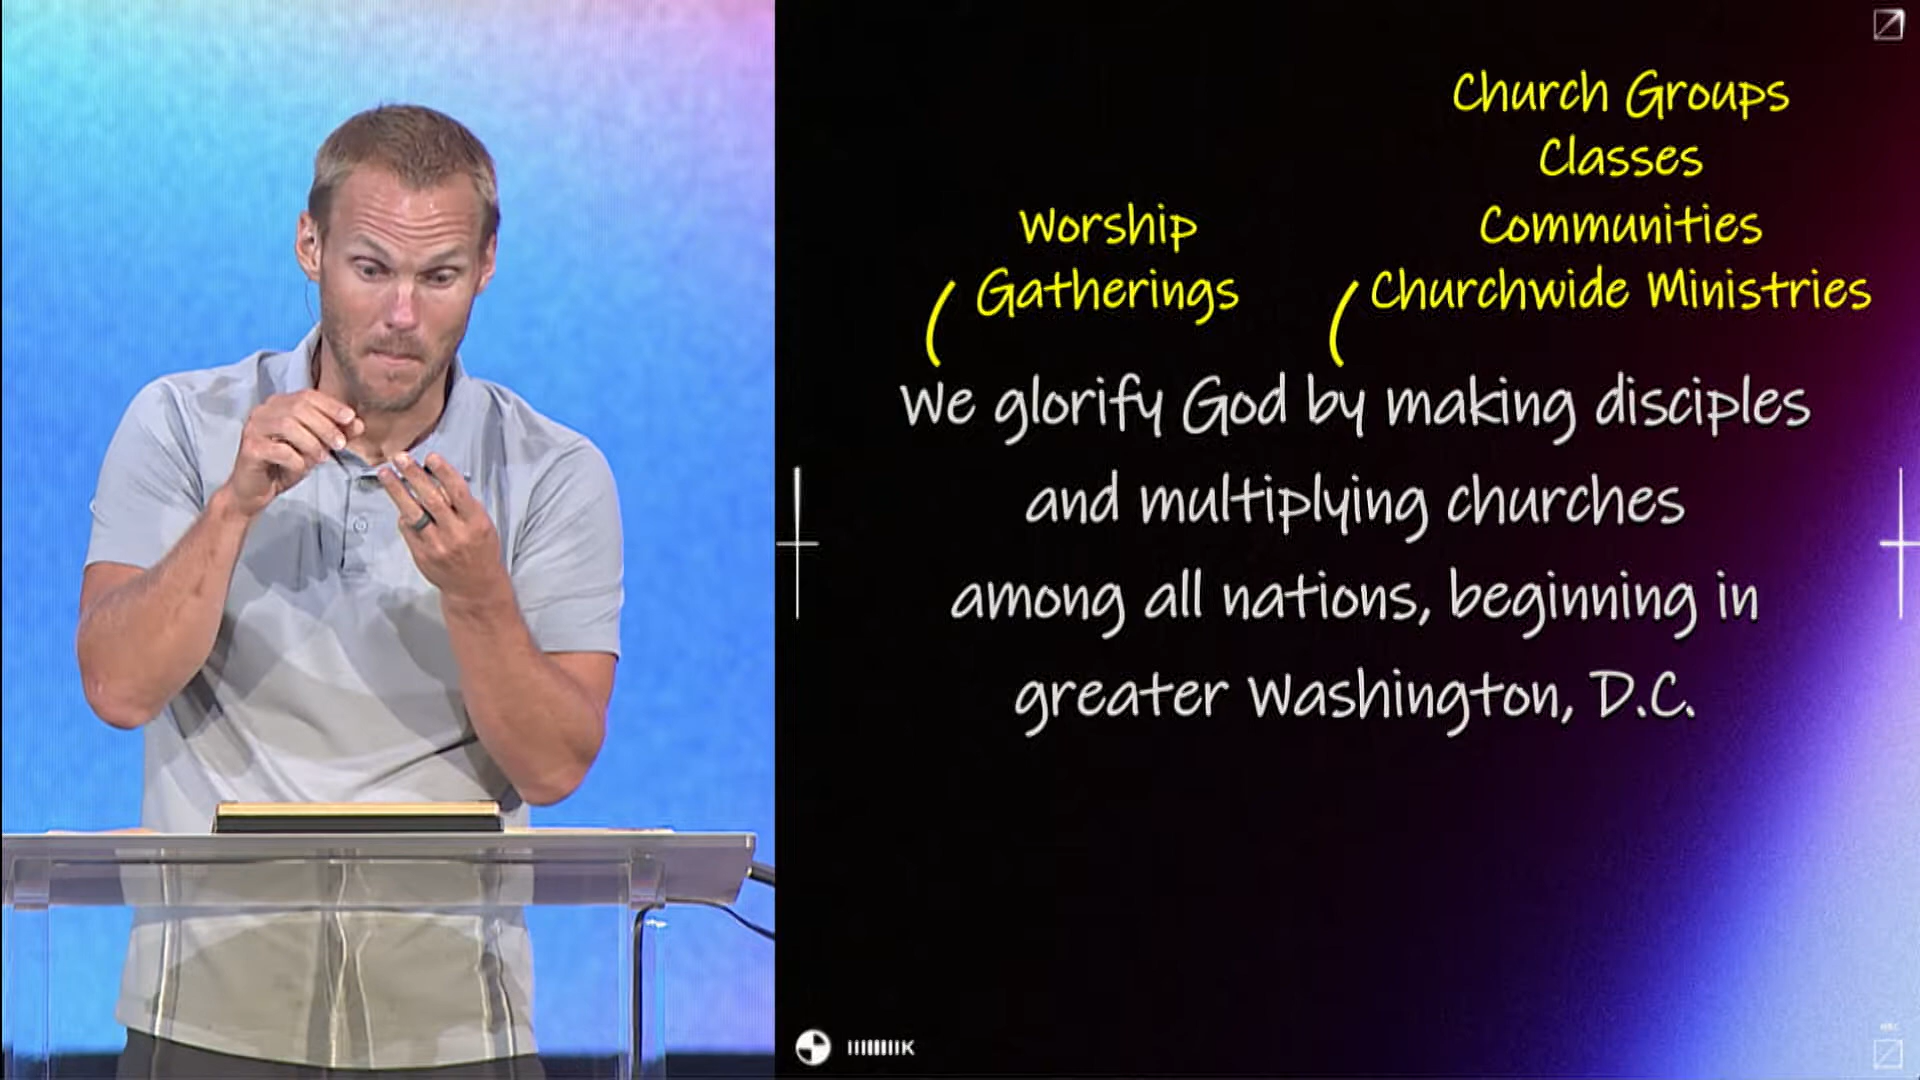 Church Groups
Classes
Communities
Churchwide Ministries
Worship
Gatherings
We glorify God by making disciples
and multiplying churches
among all nations, beginning in
greater Washington, D.C.